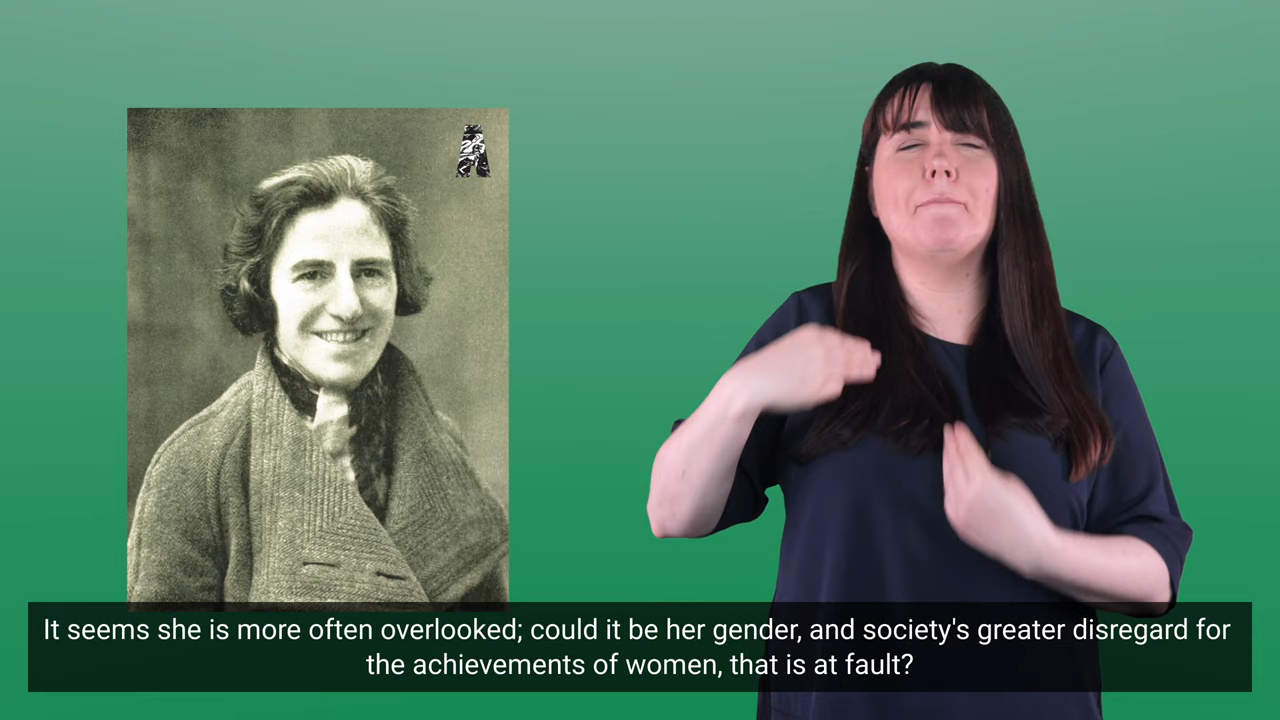 A
It seems she is more often overlooked; could it be her gender, and society's greater disregard for
the achievements of women, that is at fault?